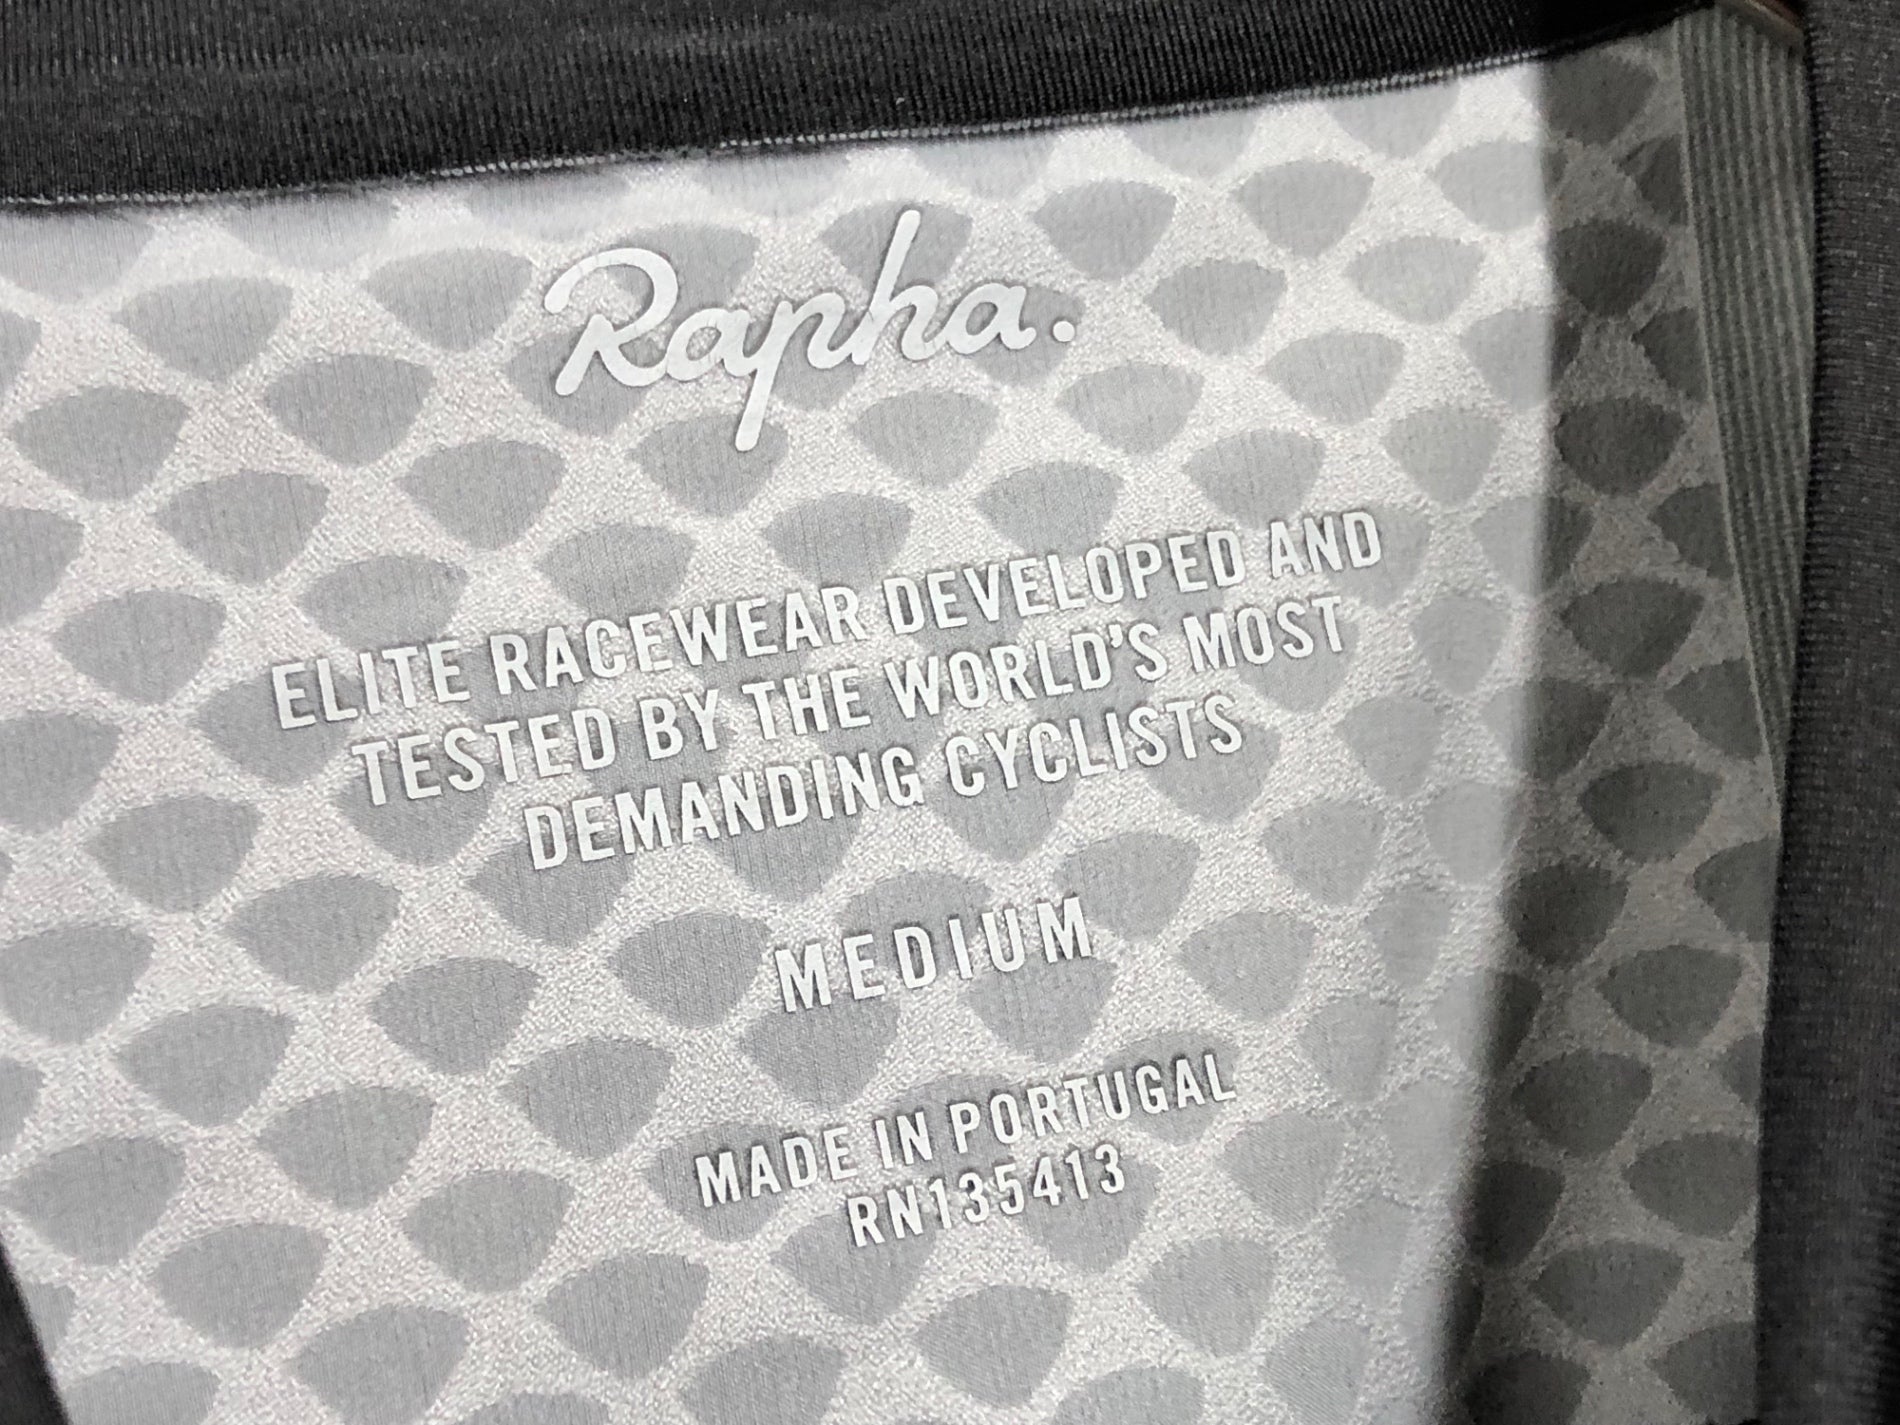 Rapha.
ELITE RACEWEAR DEVELOPED AND
TESTED BY THE WORLD'S MOST
DEMANDING CYCLISTS
MEDIUM
MADE IN PORTUGAL
RN135413